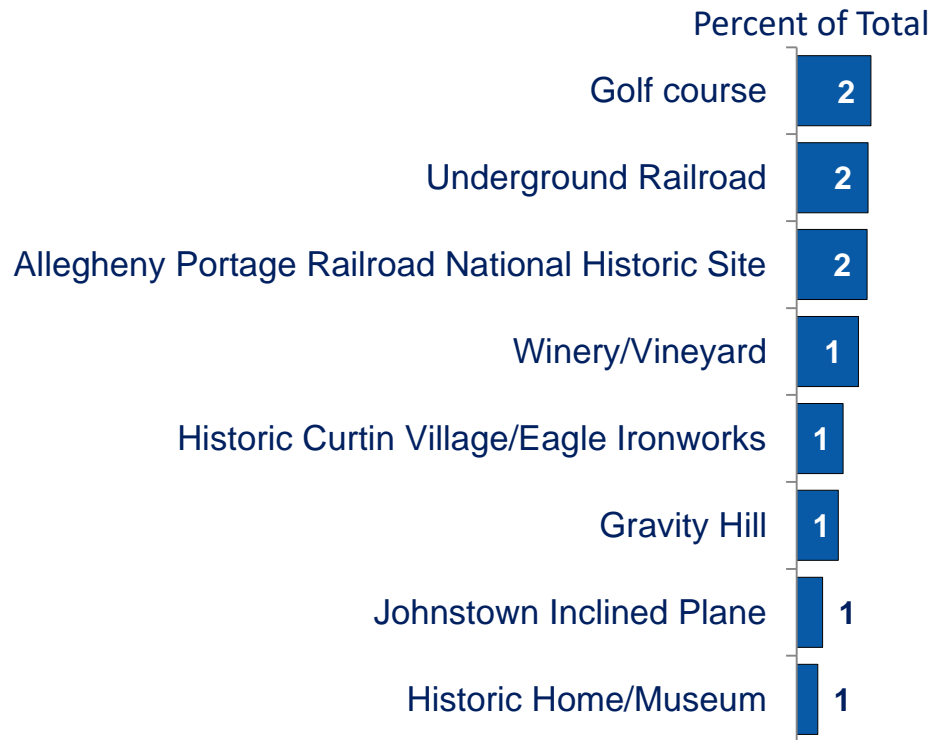 Percent of Total
Golf course 2
Underground Railroad 2
Allegheny Portage Railroad National Historic Site 2
Winery/Vineyard 1
Historic Curtin Village/Eagle Ironworks 1
Gravity Hill 1
Johnstown Inclined Plane 1
Historic Home/Museum 1